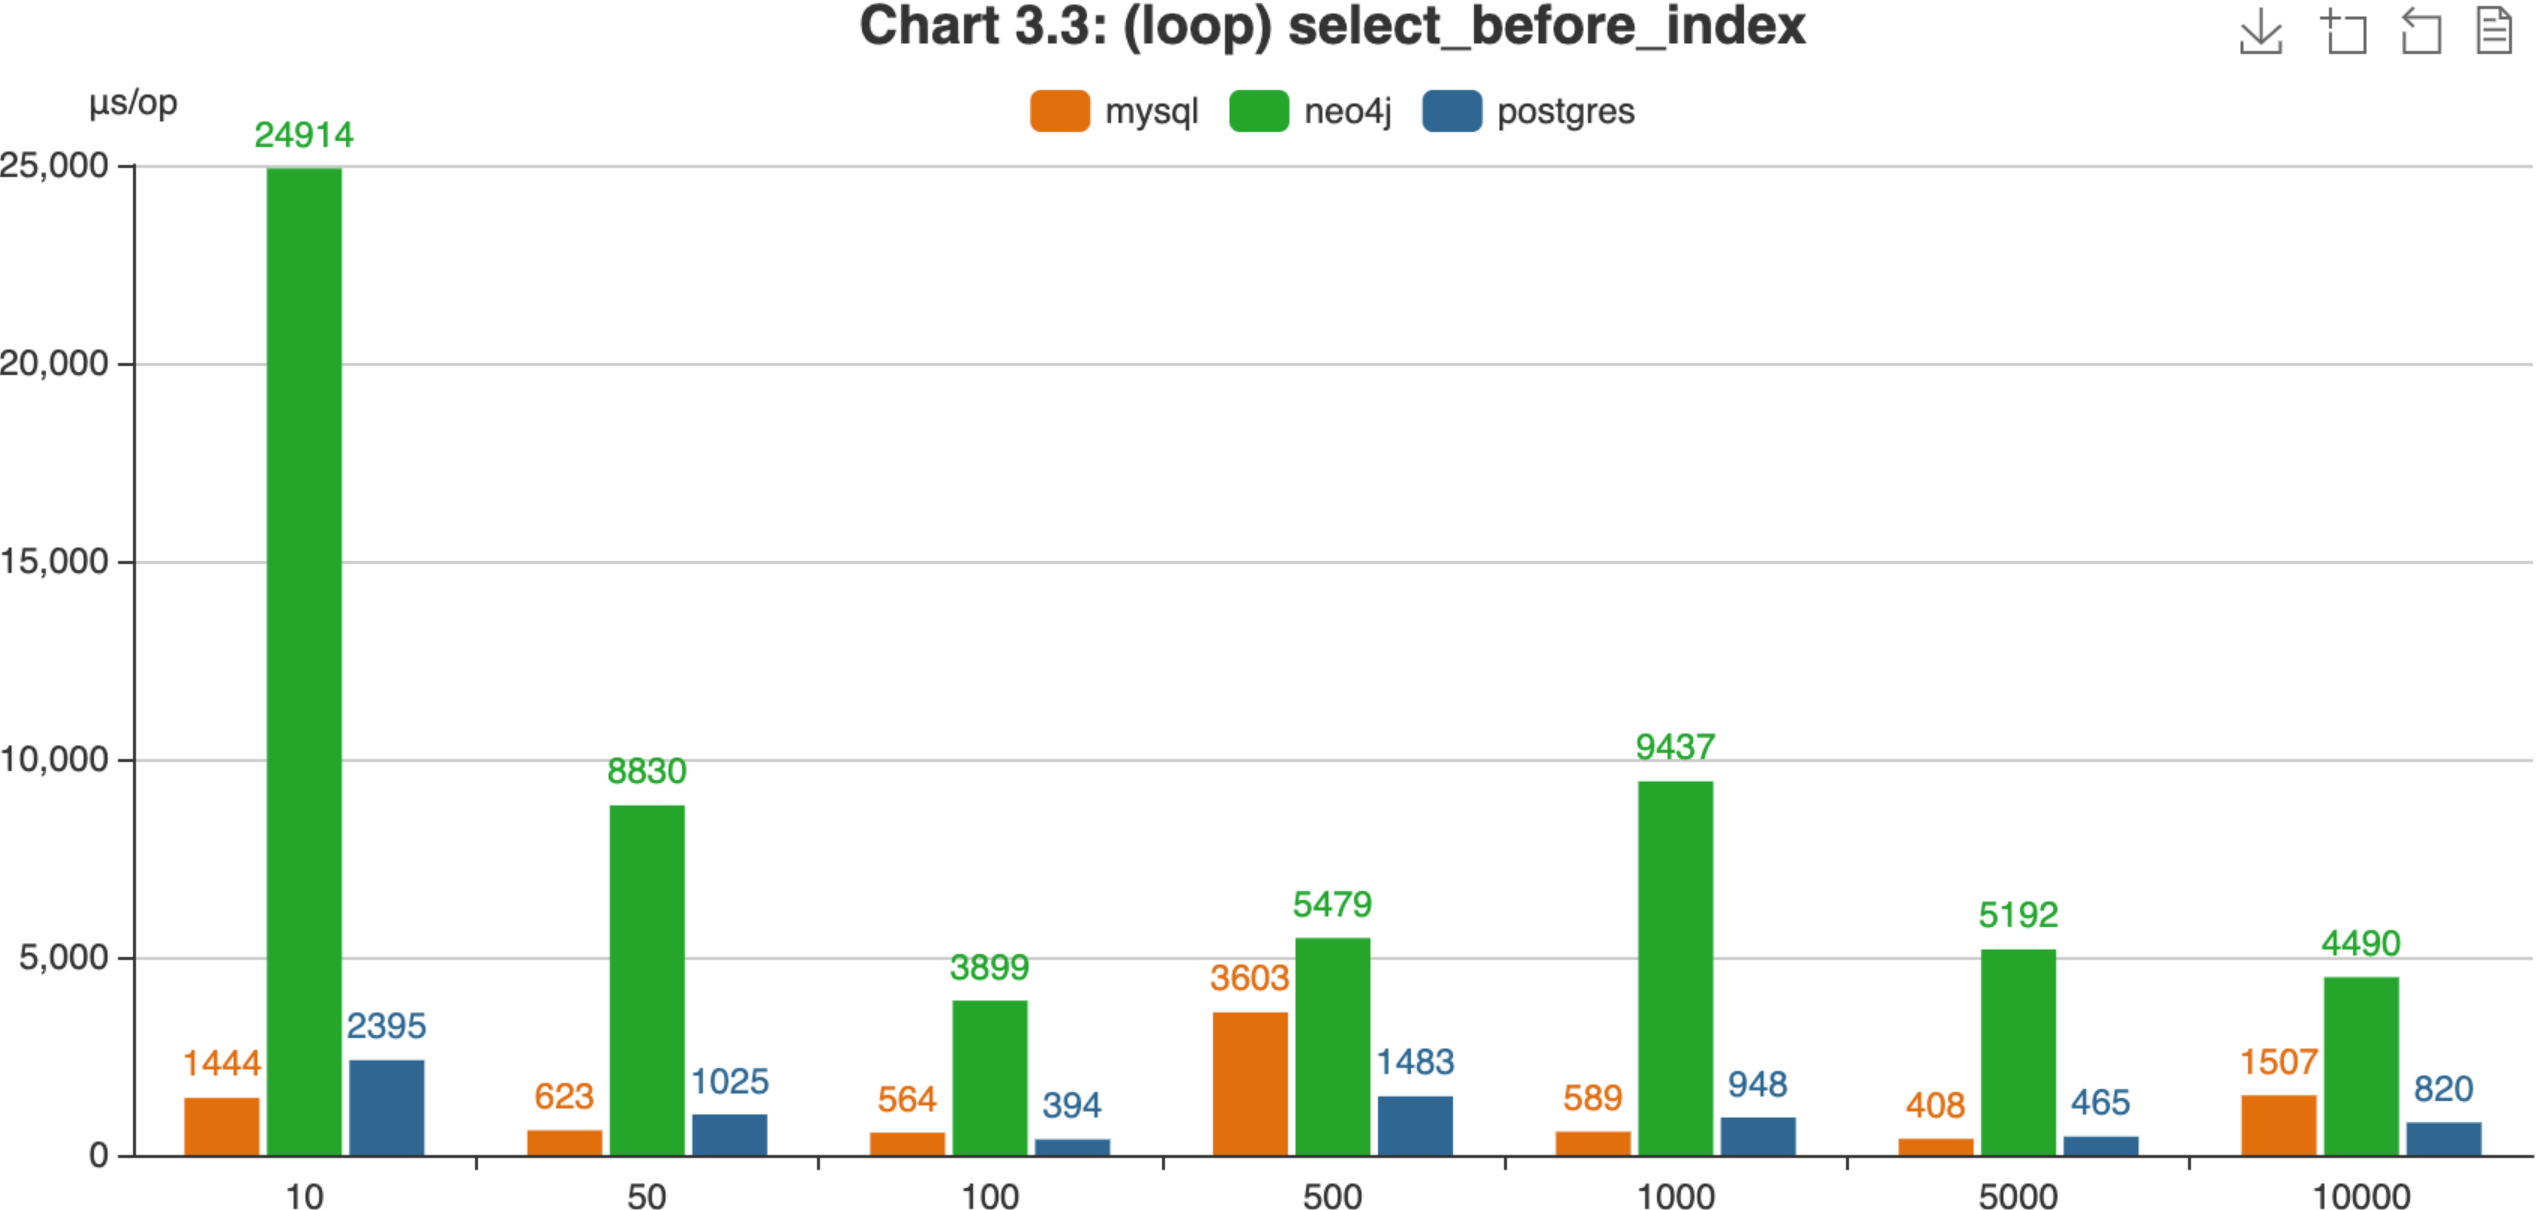 Chart 3.3: (loop) select_before_index
mysql neo4j postgres
µs/op
25,000
20,000
15,000
10,000
5,000
0
1444 24914 2395
623 8830 1025
564 3899 394
3603 5479 1483
589 9437 948
408 5192 465
1507 4490 820
10 50 100 500 1000 5000 10000